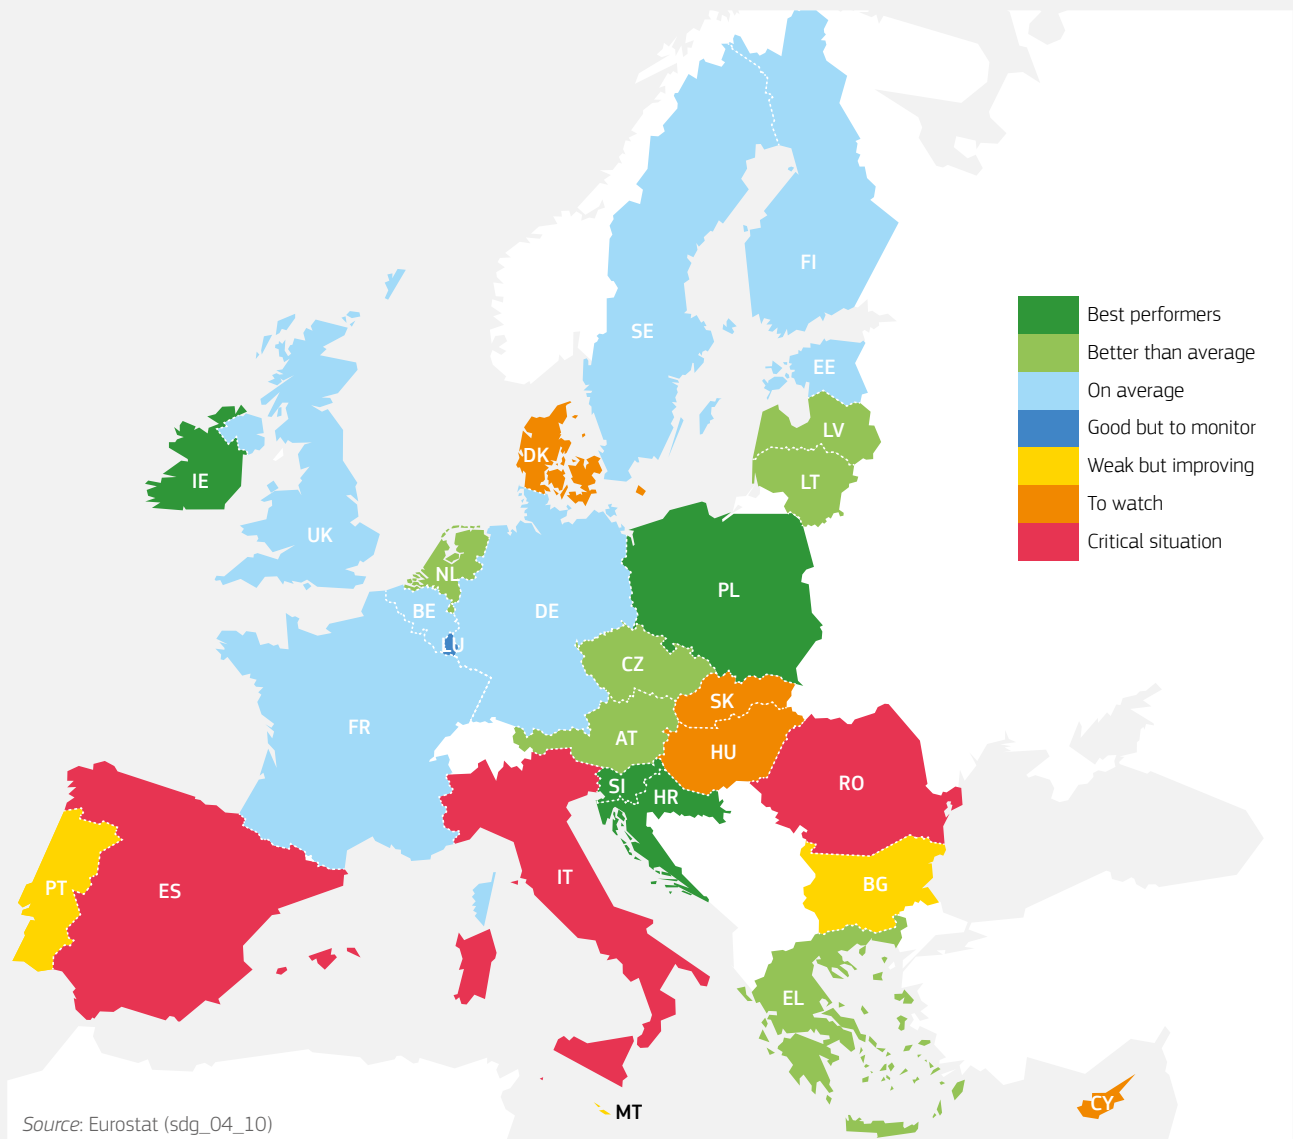 FI
SE
EE
LV
LT
DK
IE
UK
NL
BE
LU
DE
PL
CZ
SK
AT
HU
FR
SI
HR
RO
IT
PT
ES
BG
EL
CY
MT
Best performers
Better than average
On average
Good but to monitor
Weak but improving
To watch
Critical situation
Source: Eurostat (sdg_04_10)